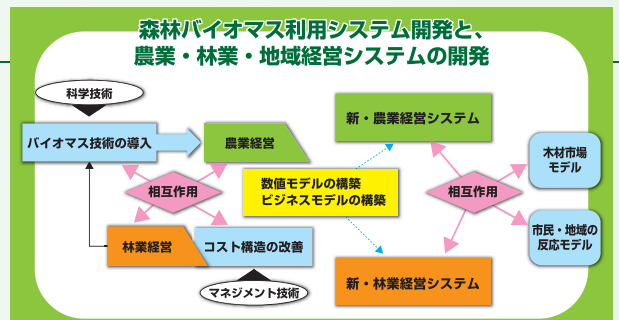 森林バイオマス利用システム開発と、
農業・林業・地域経営システムの開発
科学技術
バイオマス技術の導入
農業経営
相互作用
林業経営
コスト構造の改善
マネジメント技術
数値モデルの構築
ビジネスモデルの構築
新・農業経営システム
相互作用
木材市場
モデル
市民・地域の
反応モデル
新・林業経営システム